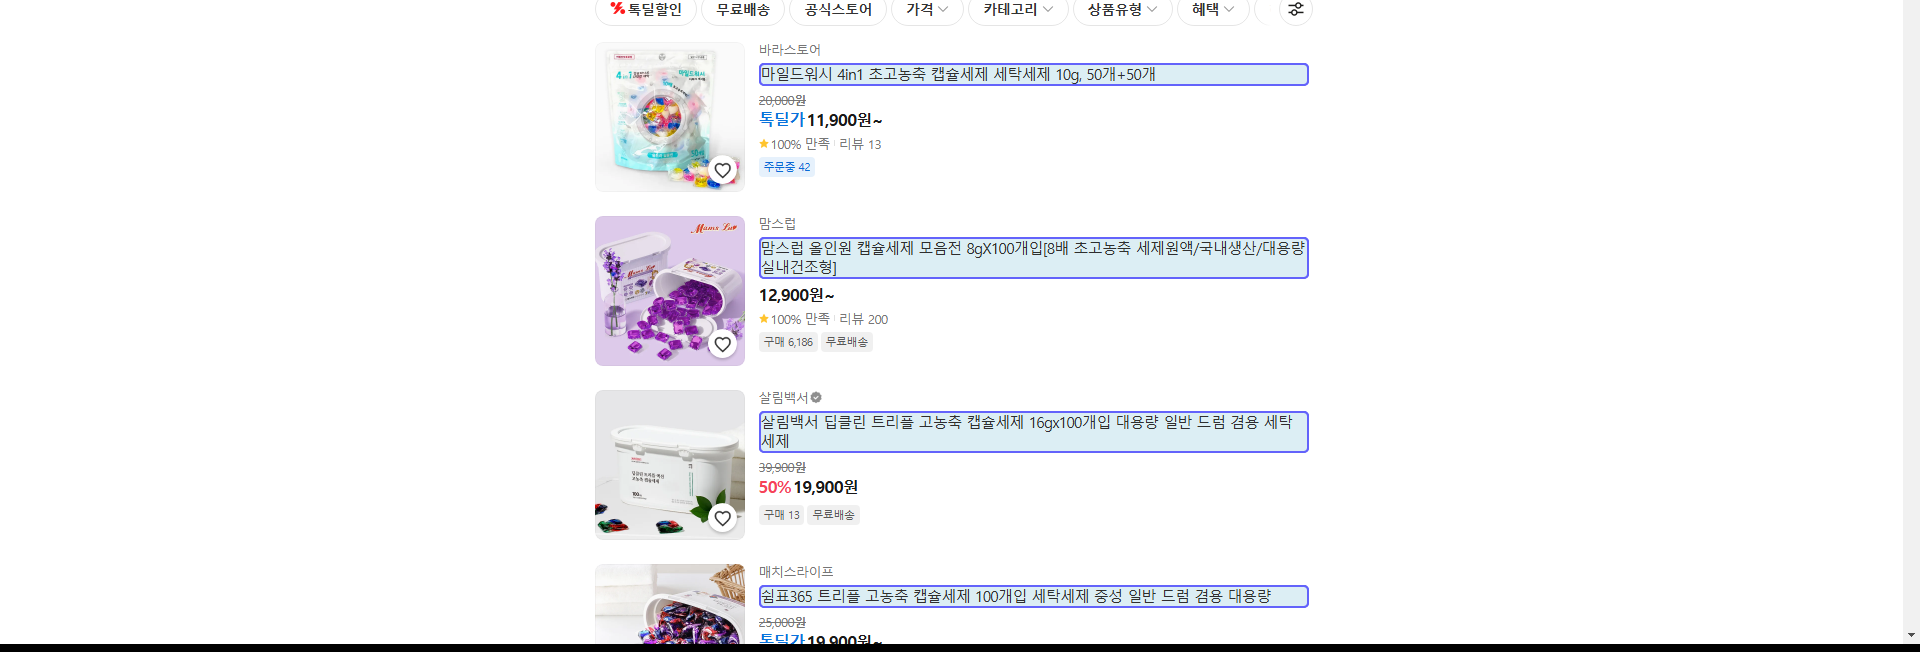 톡딜할인 무료배송 공식스토어 가격 카테고리 상품유형 혜택
바라스토어
마일드워시 4in1 초고농축 캡슐세제 세탁세제 10g, 50개+50개
20,000원
톡딜가 11,900원~
100% 만족 리뷰 13
주문중 42
4 in 1
마일드워시
맘스럽
맘스럽 올인원 캡슐세제 모음전 8gX100개입[8배 초고농축 세제원액/국내생산/대용량
실내건조형]
12,900원~
100% 만족 리뷰 200
구매 6,186 무료배송
살림백서
살림백서 딥클린 트리플 고농축 캡슐세제 16gx100개입 대용량 일반 드럼 겸용 세탁
세제
39,900원
50% 19,900원
구매 13 무료배송
매치스라이프
쉼표365 트리플 고농축 캡슐세제 100개입 세탁세제 중성 일반 드럼 겸용 대용량
25,000원
톡딜가 19,900원~